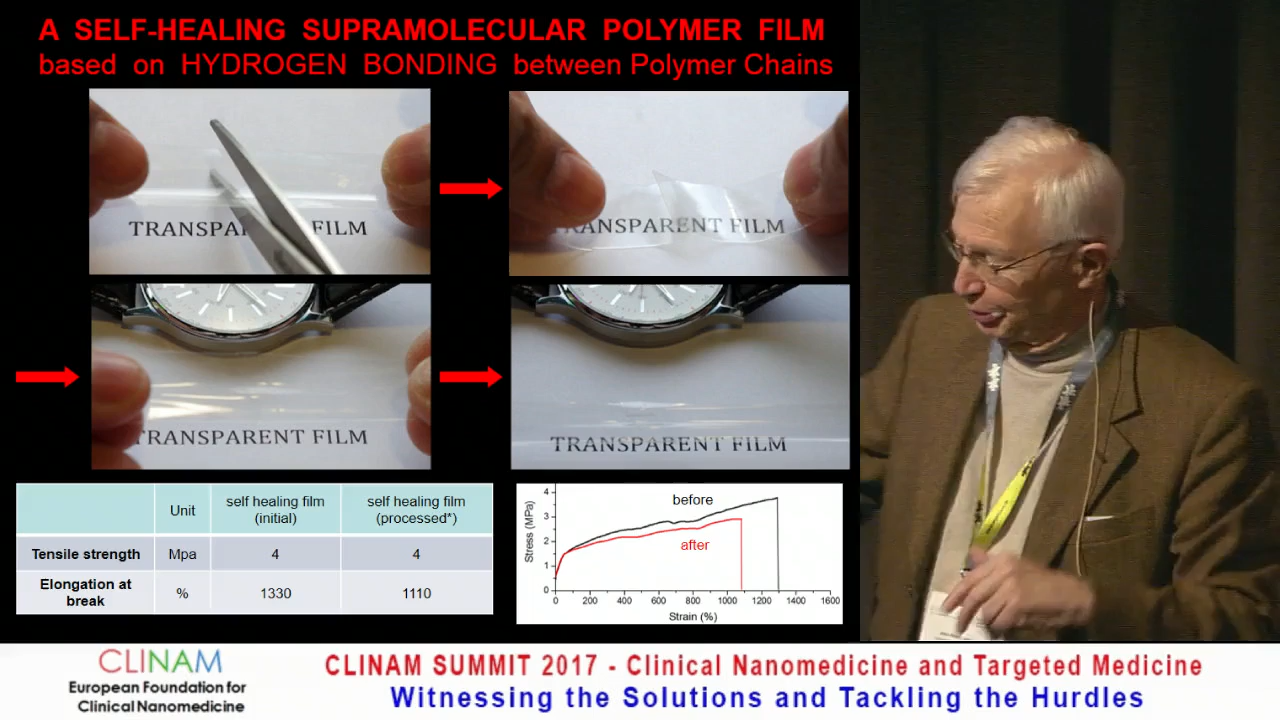 A SELF-HEALING SUPRAMOLECULAR POLYMER FILM
based on HYDROGEN BONDING between Polymer Chains
TRANSPA FILM
RANSPARENT FILM
TRANSPARENT FILM
TRANSPARENT FILM
Unit
self healing film
(initial)
self healing film
(processed*)
Tensile strength
Mpa
4
4
Elongation at
break
%
1330
1110
Stress (MPa)
4
3
2
1
0
before
after
0 200 400 600 800 1000 1200 1400 1600
Strain (%)
CLINAM
European Foundation for
Clinical Nanomedicine
CLINAM SUMMIT 2017 - Clinical Nanomedicine and Targeted Medicine
Witnessing the Solutions and Tackling the Hurdles